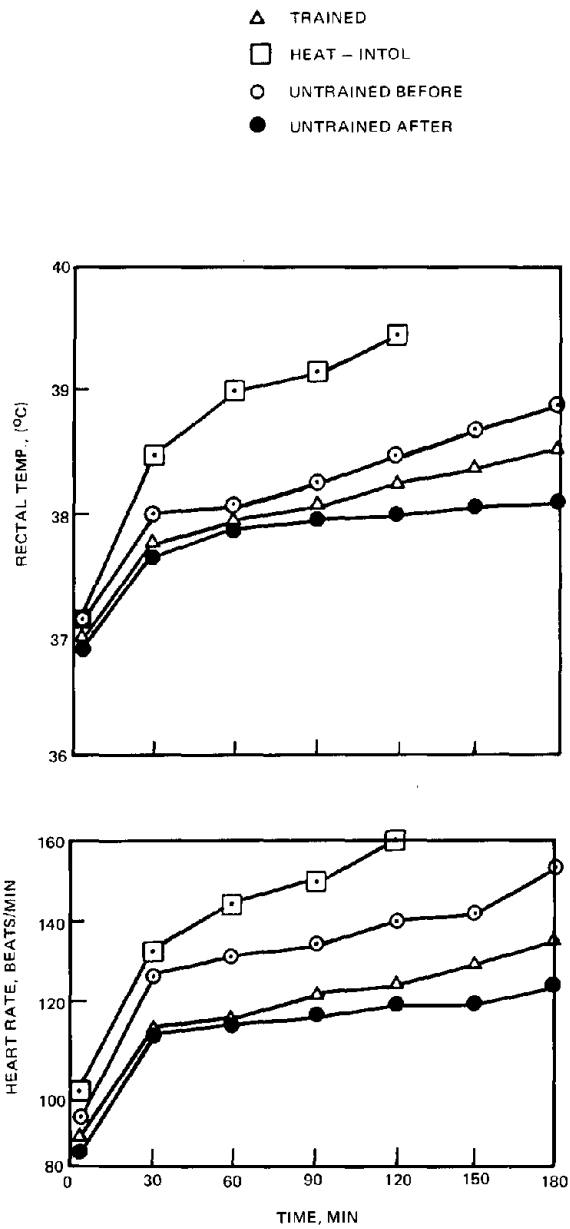 TRAINED
HEAT – INTOL
UNTRAINED BEFORE
UNTRAINED AFTER
40
39
38
37
36
RECTAL TEMP., (°C)
160
140
120
100
80
HEART RATE, BEATS/MIN
0 30 60 90 120 150 180
TIME, MIN